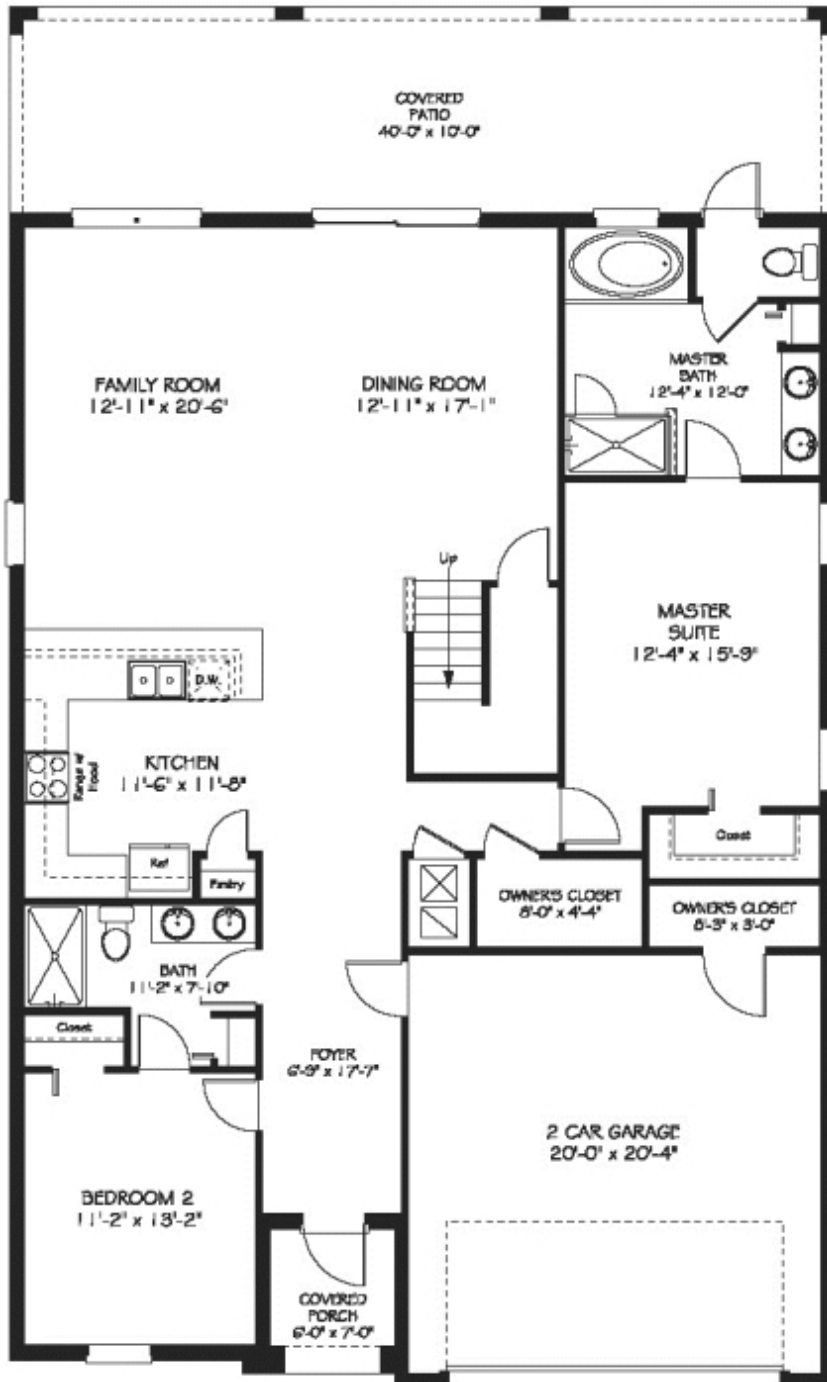 COVERED
PATIO
40'-0" x 10'-0"
FAMILY ROOM
12'-11" x 20'-6"
DINING ROOM
12'-11" x 17'-1"
MASTER
BATH
12'-4" x 12'-0"
Up
MASTER
SUITE
12'-4" x 15'-9"
D.W.
KITCHEN
11'-6" x 11'-8"
Range w/
Hood
Ref
Pantry
Closet
OWNER'S CLOSET
8'-0" x 4'-4"
OWNER'S CLOSET
8'-3" x 3'-0"
BATH
11'-2" x 7'-10"
Closet
FOYER
6'-9" x 17'-7"
2 CAR GARAGE
20'-0" x 20'-4"
BEDROOM 2
11'-2" x 13'-2"
COVERED
PORCH
6'-0" x 7'-0"